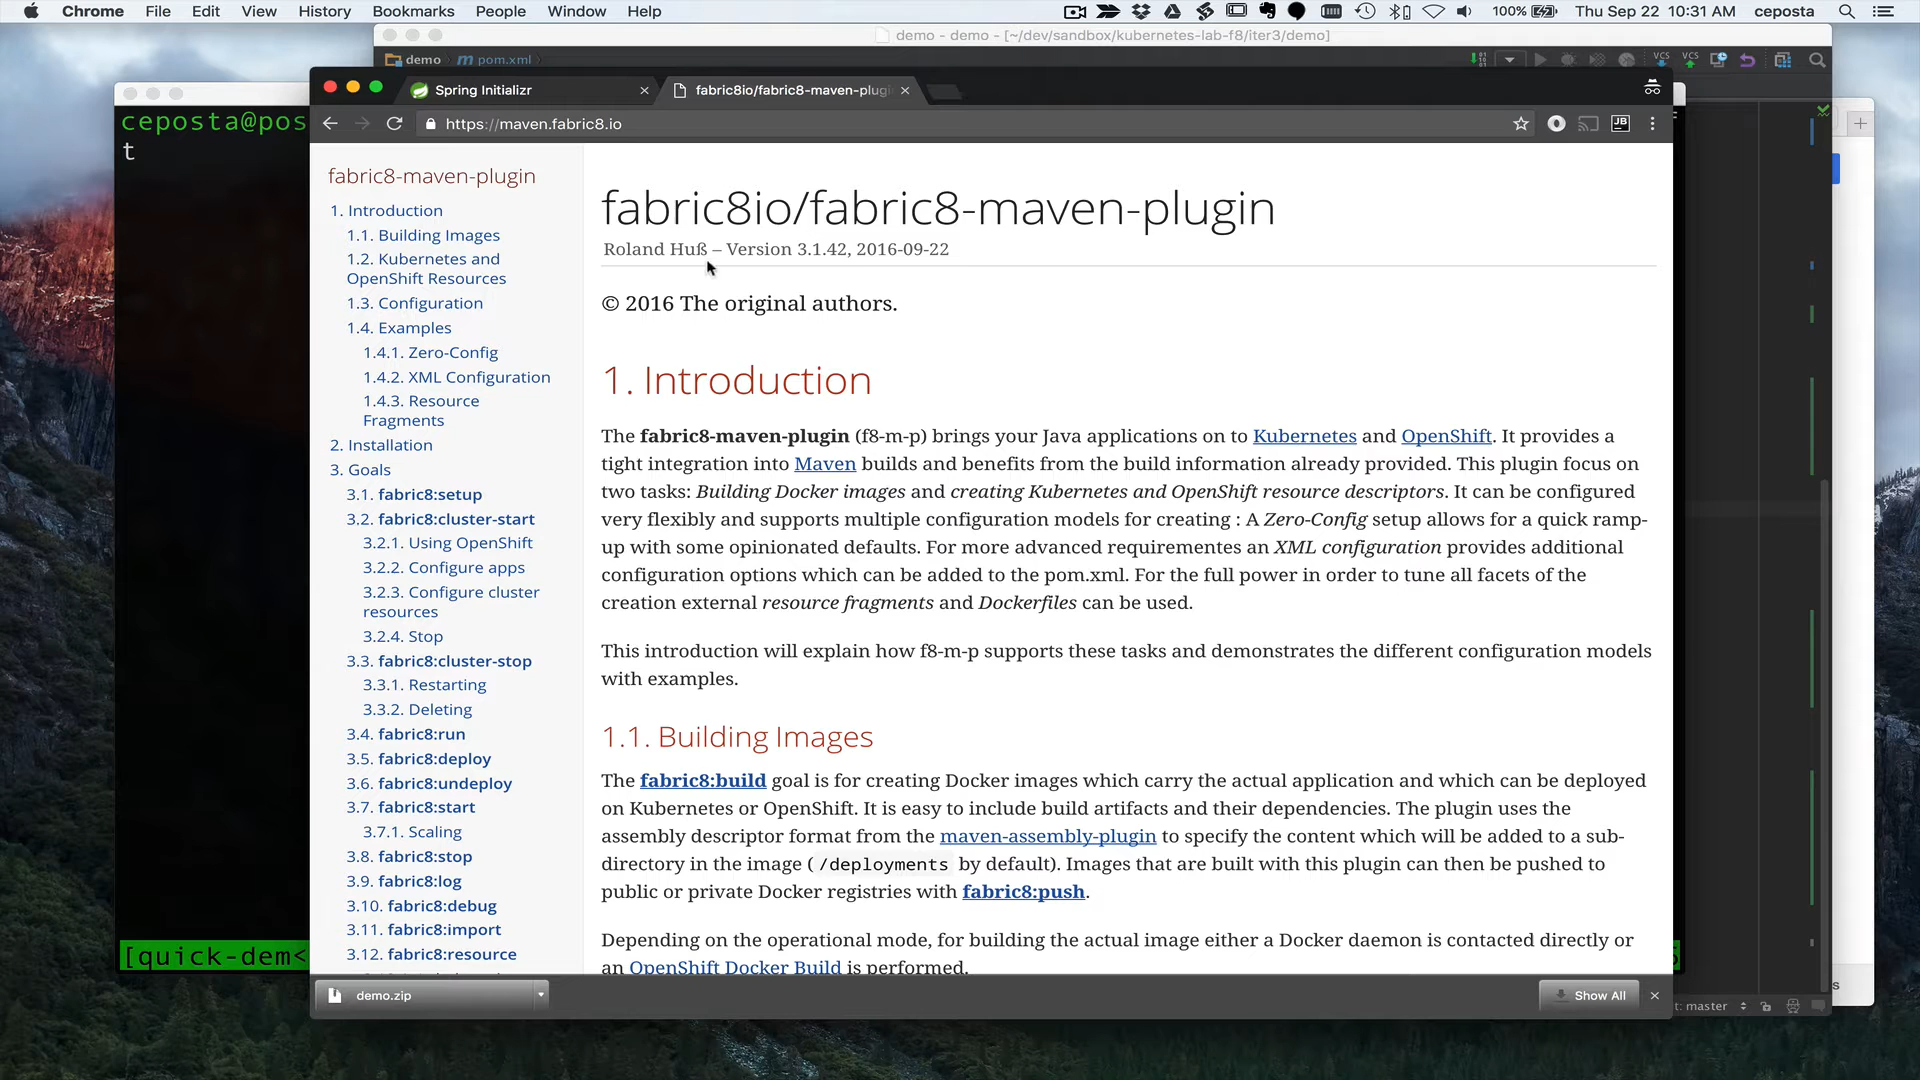 Chrome File Edit View History Bookmarks People Window Help 100% Thu Sep 22 10:31 AM ceposta
demo - demo - [~/dev/sandbox/kubernetes-lab-f8/iter3/demo]
demo pom.xml
VCS VCS
Spring Initializr
fabric8io/fabric8-maven-plugi
https://maven.fabric8.io
JB
ceposta@pos
t
[quick-dem<
fabric8-maven-plugin
1. Introduction
1.1. Building Images
1.2. Kubernetes and
OpenShift Resources
1.3. Configuration
1.4. Examples
1.4.1. Zero-Config
1.4.2. XML Configuration
1.4.3. Resource
Fragments
2. Installation
3. Goals
3.1. fabric8:setup
3.2. fabric8:cluster-start
3.2.1. Using OpenShift
3.2.2. Configure apps
3.2.3. Configure cluster
resources
3.2.4. Stop
3.3. fabric8:cluster-stop
3.3.1. Restarting
3.3.2. Deleting
3.4. fabric8:run
3.5. fabric8:deploy
3.6. fabric8:undeploy
3.7. fabric8:start
3.7.1. Scaling
3.8. fabric8:stop
3.9. fabric8:log
3.10. fabric8:debug
3.11. fabric8:import
3.12. fabric8:resource
fabric8io/fabric8-maven-plugin
Roland Huß – Version 3.1.42, 2016-09-22
© 2016 The original authors.
1. Introduction
The fabric8-maven-plugin (f8-m-p) brings your Java applications on to Kubernetes and OpenShift. It provides a
tight integration into Maven builds and benefits from the build information already provided. This plugin focus on
two tasks: Building Docker images and creating Kubernetes and OpenShift resource descriptors. It can be configured
very flexibly and supports multiple configuration models for creating : A Zero-Config setup allows for a quick ramp-
up with some opinionated defaults. For more advanced requirementes an XML configuration provides additional
configuration options which can be added to the pom.xml. For the full power in order to tune all facets of the
creation external resource fragments and Dockerfiles can be used.
This introduction will explain how f8-m-p supports these tasks and demonstrates the different configuration models
with examples.
1.1. Building Images
The fabric8:build goal is for creating Docker images which carry the actual application and which can be deployed
on Kubernetes or OpenShift. It is easy to include build artifacts and their dependencies. The plugin uses the
assembly descriptor format from the maven-assembly-plugin to specify the content which will be added to a sub-
directory in the image ( /deployments by default). Images that are built with this plugin can then be pushed to
public or private Docker registries with fabric8:push.
Depending on the operational mode, for building the actual image either a Docker daemon is contacted directly or
an OpenShift Docker Build is performed.
demo.zip
Show All
t: master